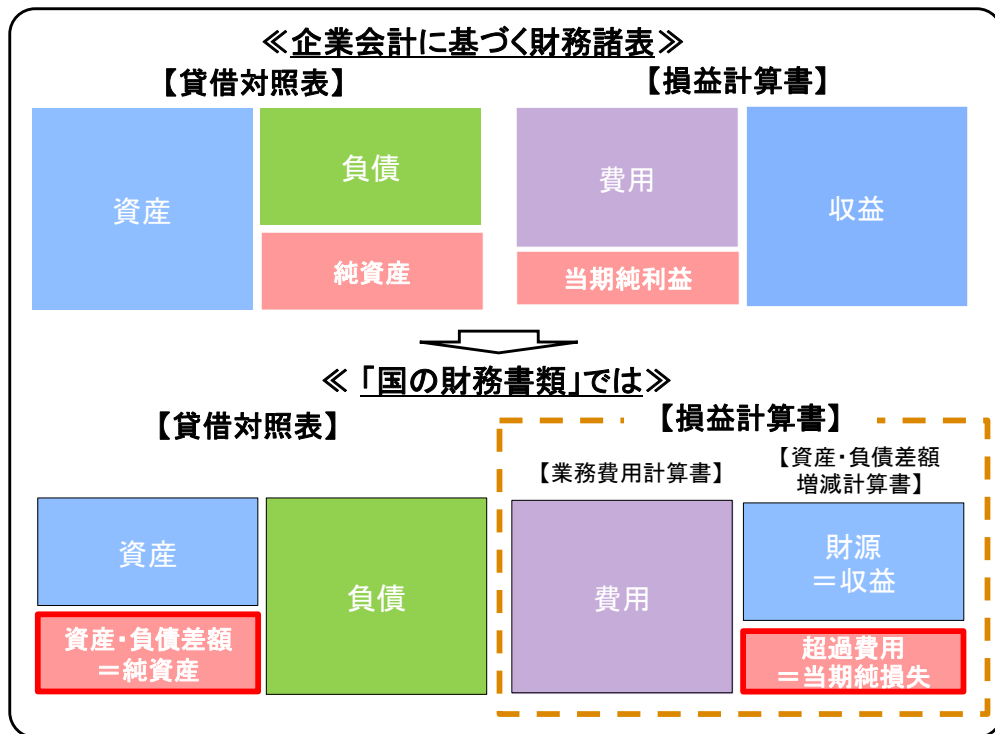 ≪企業会計に基づく財務諸表≫
【貸借対照表】
【損益計算書】
資産
負債
純資産
費用
当期純利益
収益
≪「国の財務書類」では≫
【貸借対照表】
【損益計算書】
【業務費用計算書】
【資産・負債差額
増減計算書】
資産
資産・負債差額
＝純資産
負債
費用
財源
＝収益
超過費用
＝当期純損失